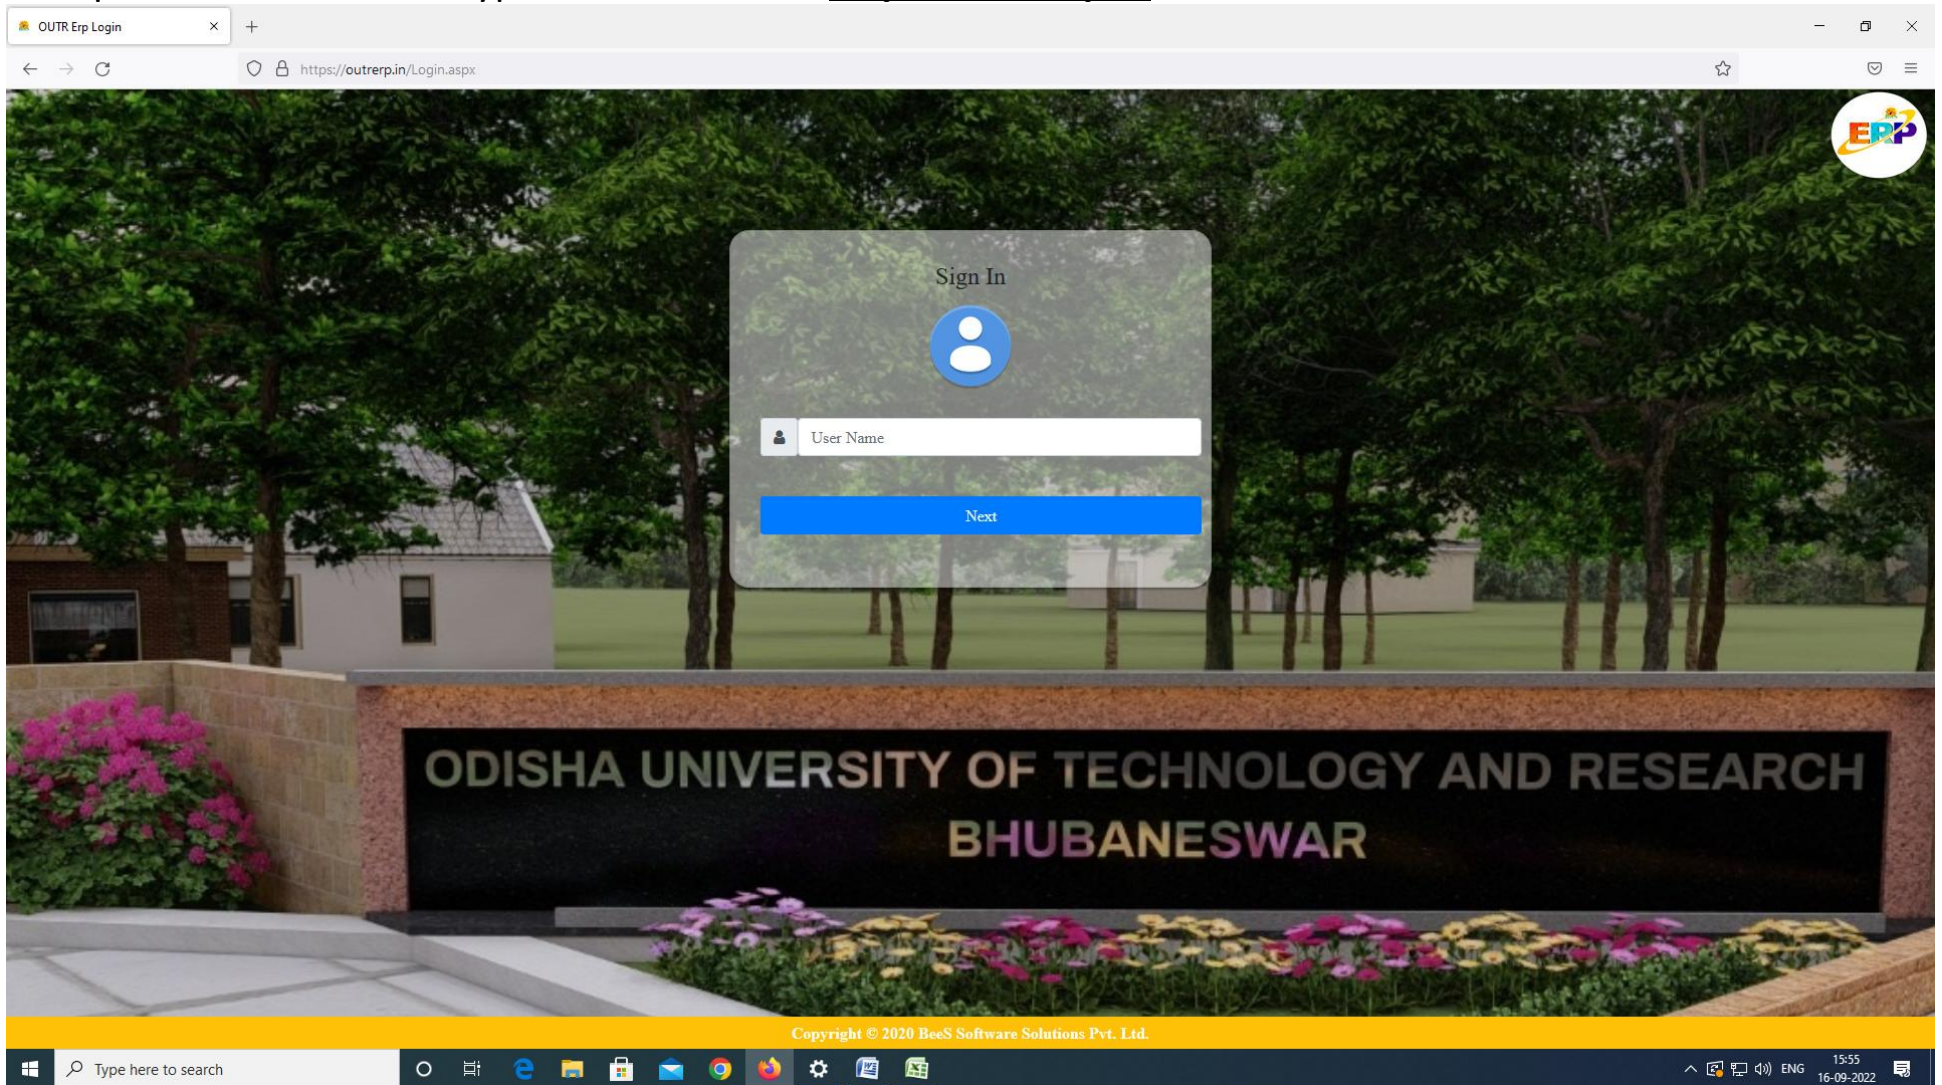 OUTR Erp Login
https://outrerp.in/Login.aspx
ERP
Sign In
User Name
Next
ODISHA UNIVERSITY OF TECHNOLOGY AND RESEARCH
BHUBANESWAR
Copyright © 2020 BeeS Software Solutions Pvt. Ltd.
Type here to search
ENG
15:55
16-09-2022